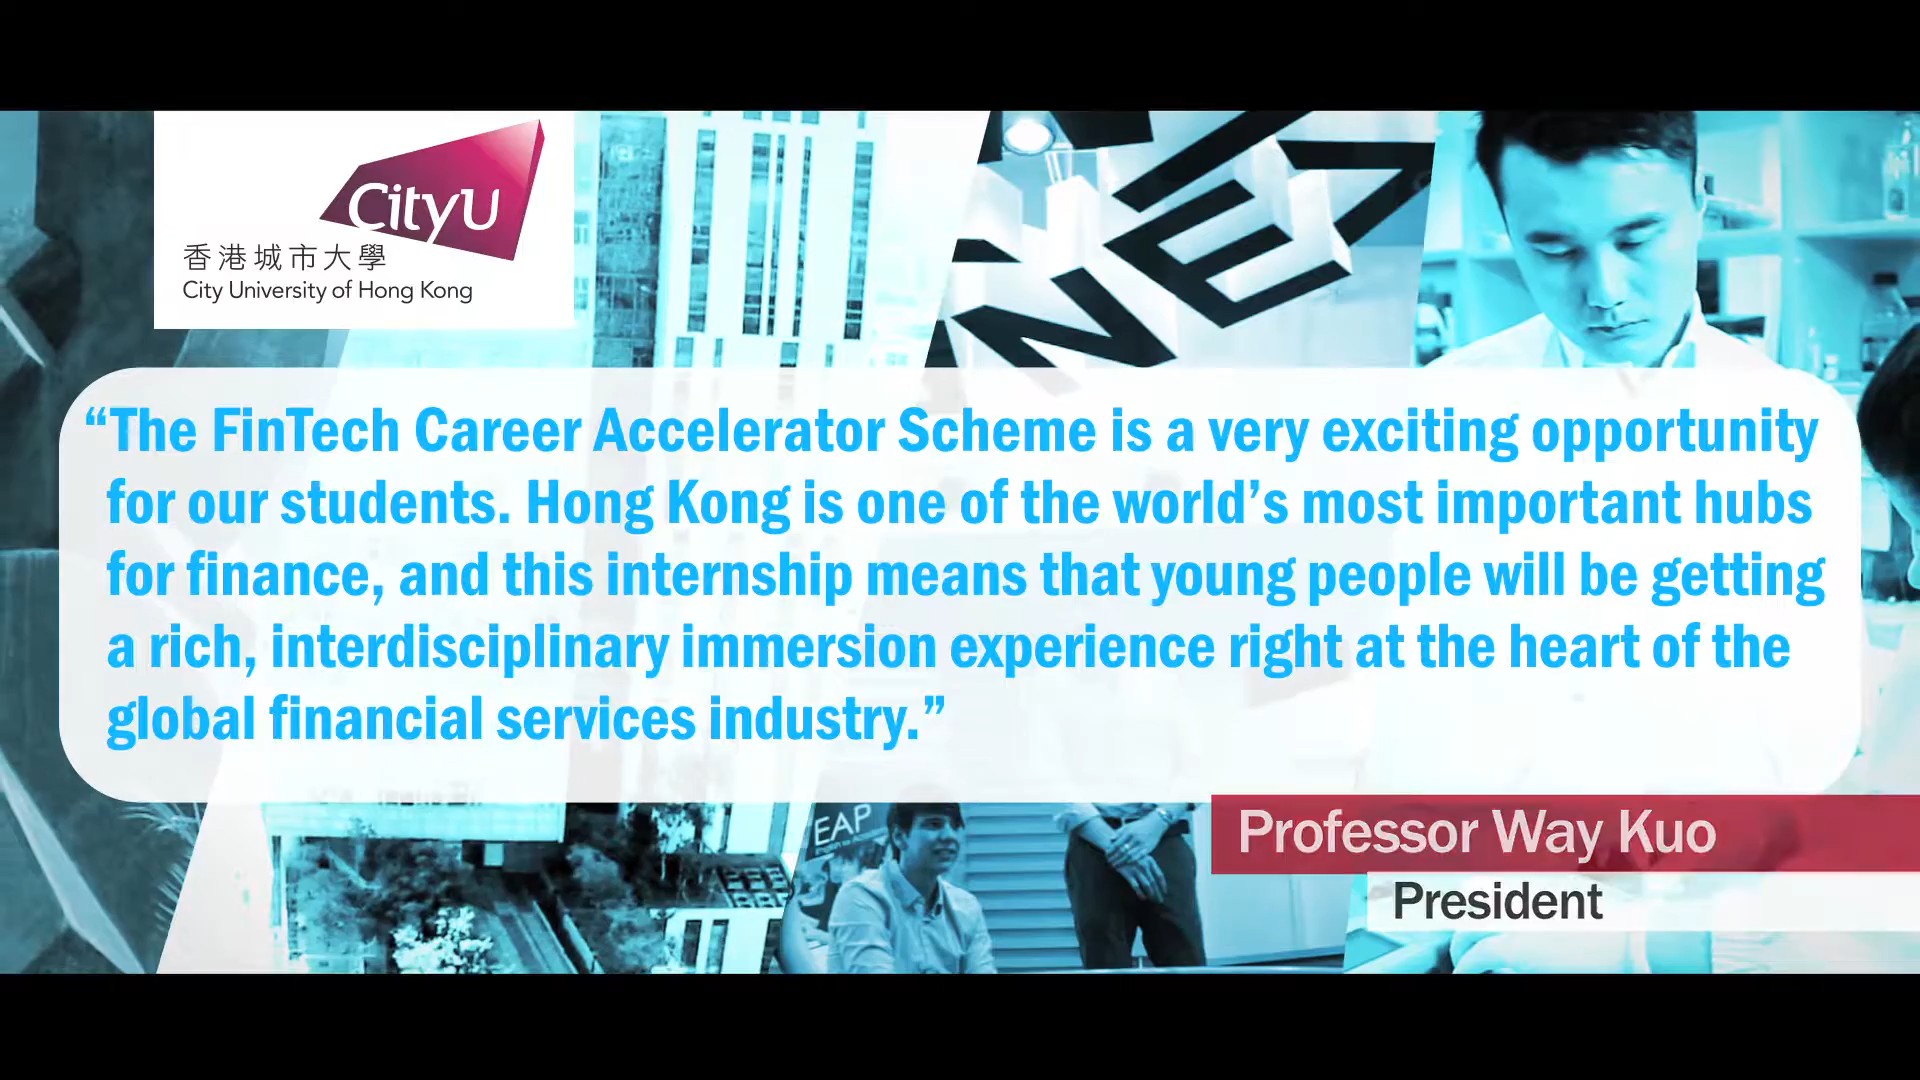 CityU
香港城市大學
City University of Hong Kong
NE
“The FinTech Career Accelerator Scheme is a very exciting opportunity
for our students. Hong Kong is one of the world’s most important hubs
for finance, and this internship means that young people will be getting
a rich, interdisciplinary immersion experience right at the heart of the
global financial services industry.”
EAP
Professor Way Kuo
President